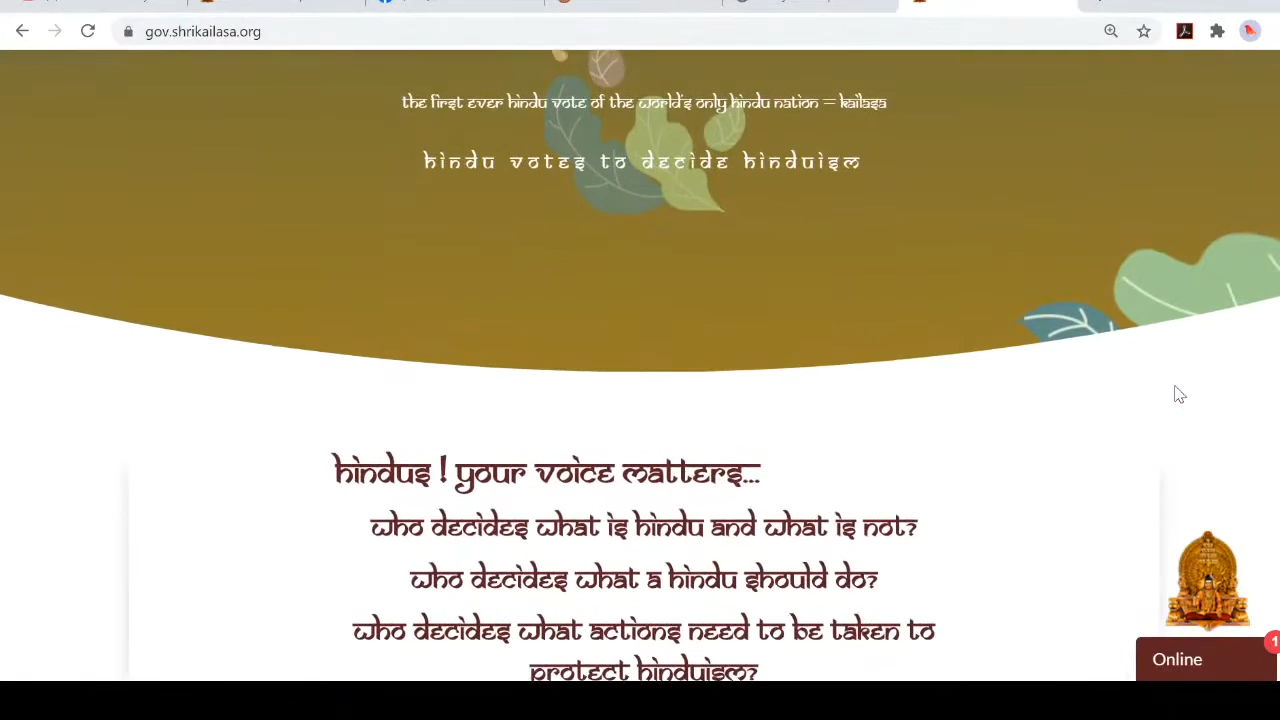 gov.shrikailasa.org
the first ever hindu vote of the world's only hindu nation – kailasa
hindu votes to decide hinduism
hindus ! your voice matters...
who decides what is hindu and what is not?
who decides what a hindu should do?
who decides what actions need to be taken to
protect hinduism?
Online
1